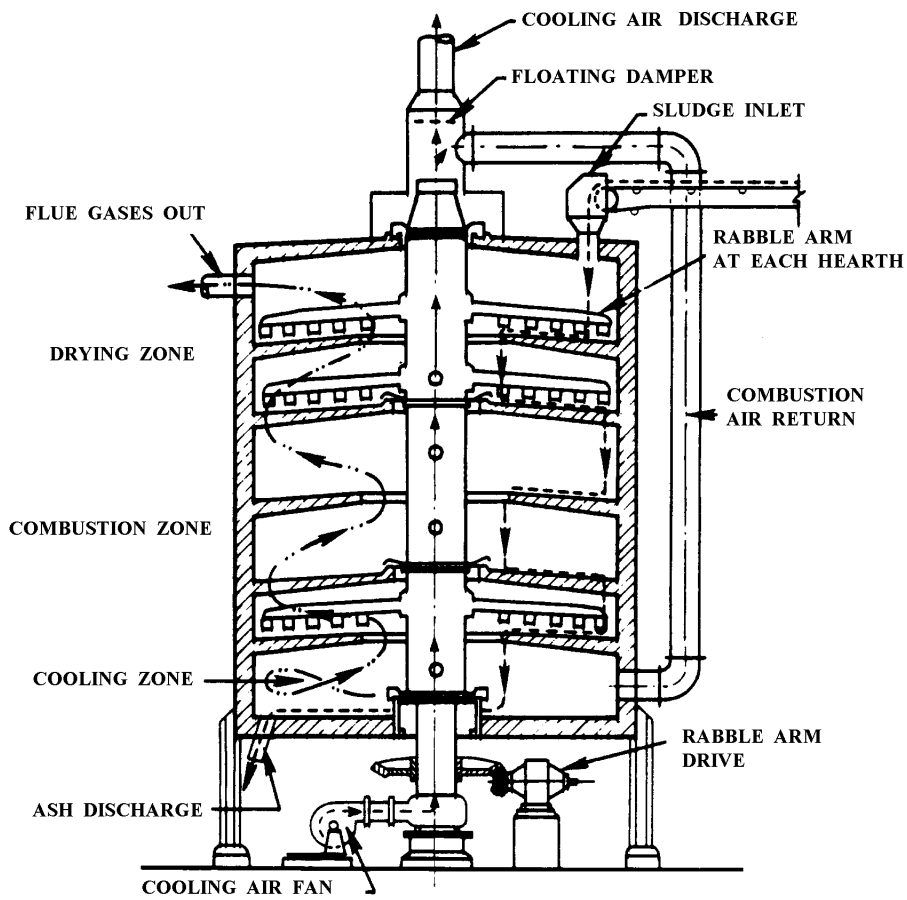 COOLING AIR DISCHARGE
FLOATING DAMPER
SLUDGE INLET
FLUE GASES OUT
RABBLE ARM
AT EACH HEARTH
DRYING ZONE
COMBUSTION
AIR RETURN
COMBUSTION ZONE
COOLING ZONE
RABBLE ARM
DRIVE
ASH DISCHARGE
COOLING AIR FAN